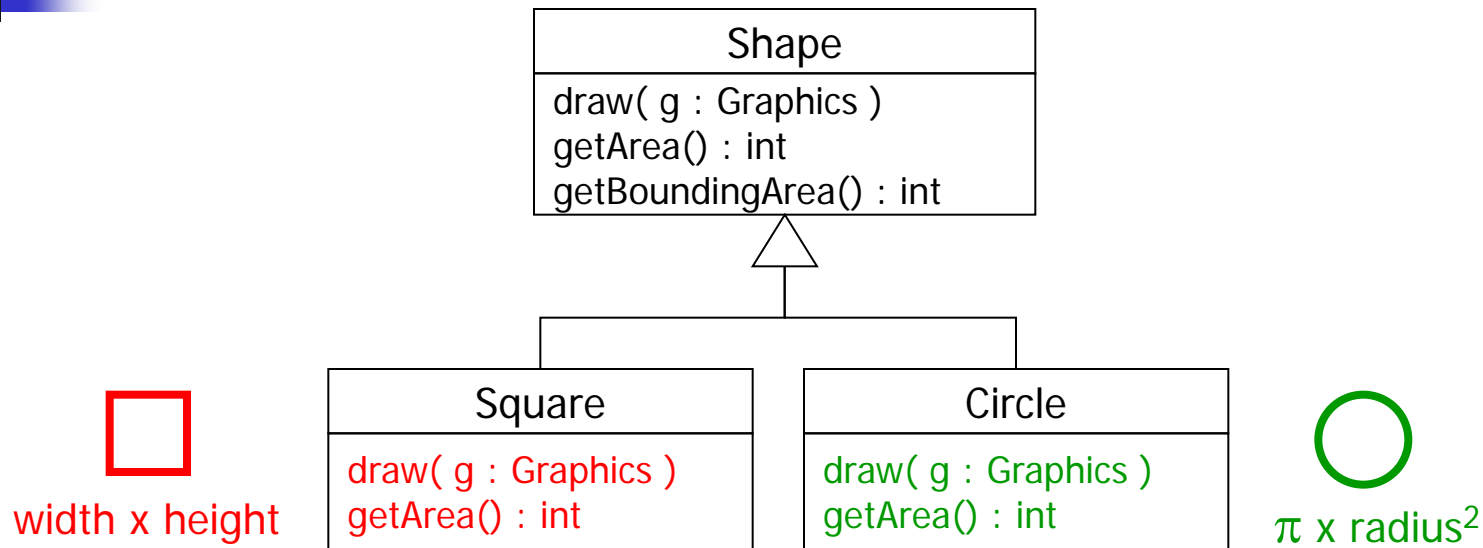 Shape
draw( g : Graphics )
getArea() : int
getBoundingArea() : int
Square
draw( g : Graphics )
getArea() : int
Circle
draw( g : Graphics )
getArea() : int
width x height
π x radius²